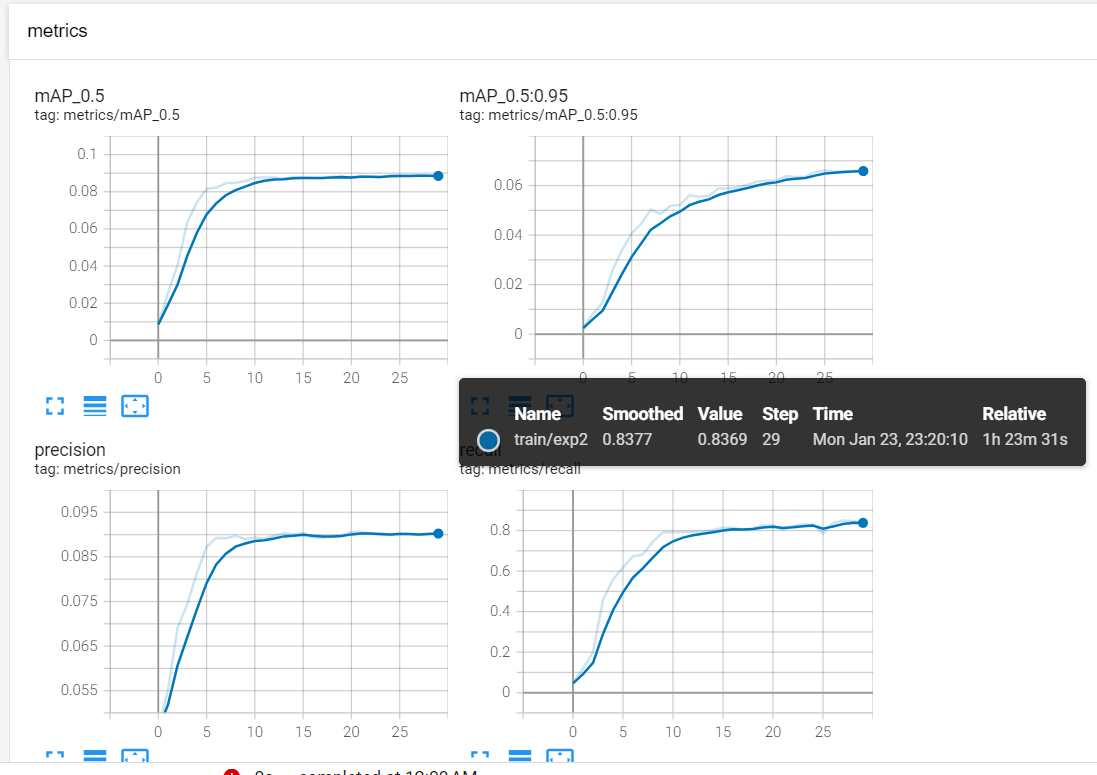 metrics
mAP_0.5
tag: metrics/mAP_0.5
0.1
0.08
0.06
0.04
0.02
0
0 5 10 15 20 25
mAP_0.5:0.95
tag: metrics/mAP_0.5:0.95
0.06
0.04
0.02
0
0 5 10 15 20 25
Name Smoothed Value Step Time Relative
train/exp2 0.8377 0.8369 29 Mon Jan 23, 23:20:10 1h 23m 31s
precision
tag: metrics/precision
0.095
0.085
0.075
0.065
0.055
0 5 10 15 20 25
recall
tag: metrics/recall
0.8
0.6
0.4
0.2
0
0 5 10 15 20 25
completed at